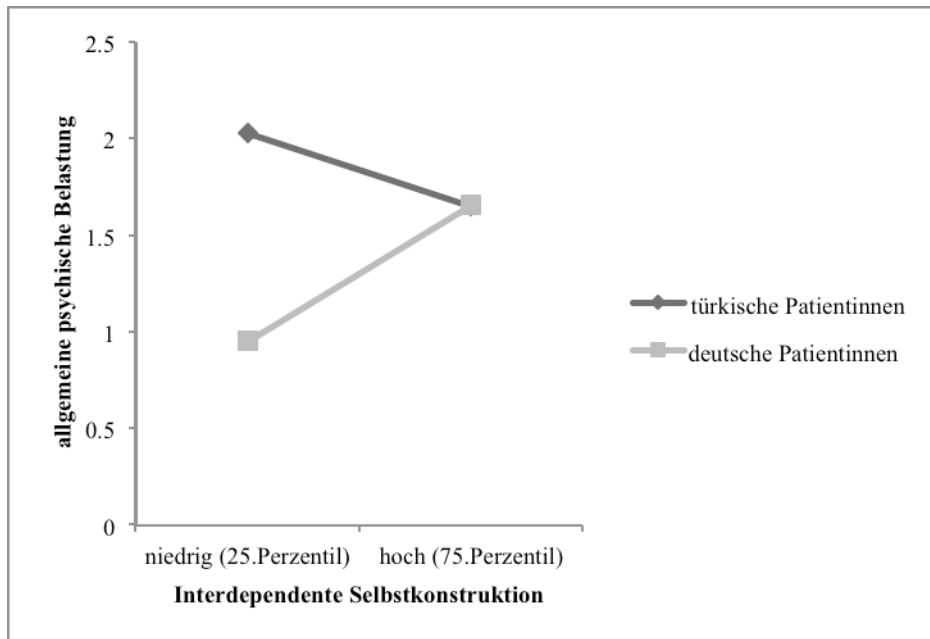 2.5
2
1.5
1
0.5
0
allgemeine psychische Belastung
niedrig (25.Perzentil)
hoch (75.Perzentil)
Interdependente Selbstkonstruktion
türkische Patientinnen
deutsche Patientinnen